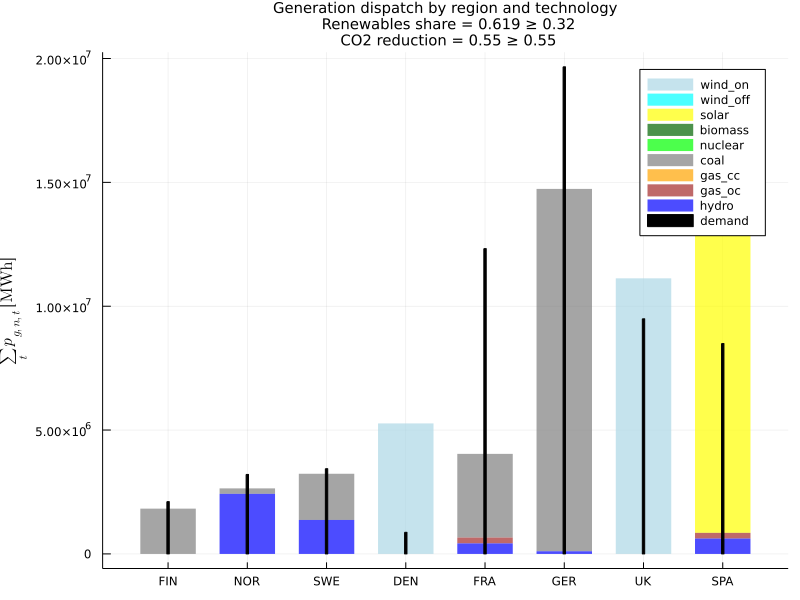 Generation dispatch by region and technology
Renewables share = 0.619 ≥ 0.32
CO2 reduction = 0.55 ≥ 0.55
2.00×10⁷
1.50×10⁷
1.00×10⁷
5.00×10⁶
0
∑ₜ p_{g,n,t} [MWh]
wind_on
wind_off
solar
biomass
nuclear
coal
gas_cc
gas_oc
hydro
demand
FIN NOR SWE DEN FRA GER UK SPA